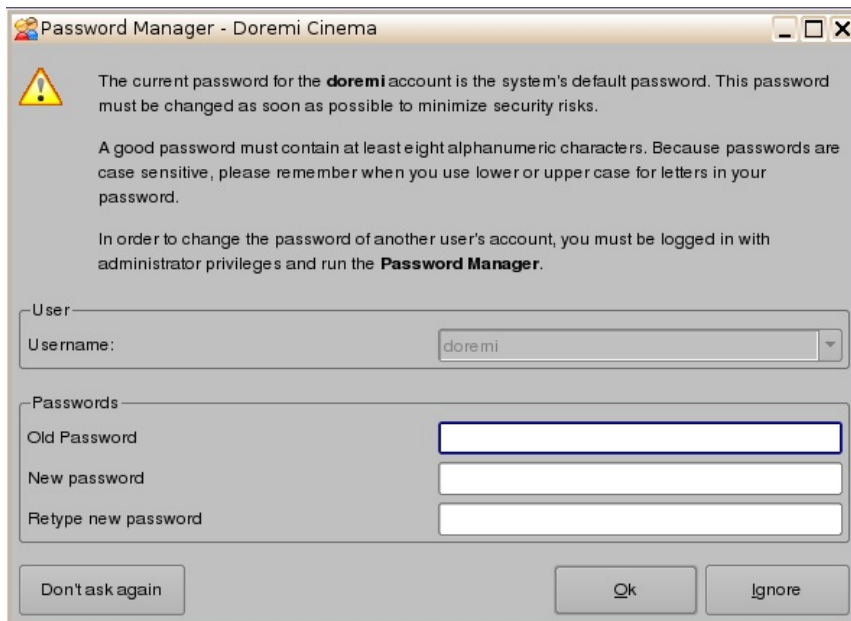 Password Manager - Doremi Cinema
The current password for the doremi account is the system's default password. This password
must be changed as soon as possible to minimize security risks.
A good password must contain at least eight alphanumeric characters. Because passwords are
case sensitive, please remember when you use lower or upper case for letters in your
password.
In order to change the password of another user's account, you must be logged in with
administrator privileges and run the Password Manager.
User
Username:
doremi
Passwords
Old Password
New password
Retype new password
Don't ask again
Ok
Ignore